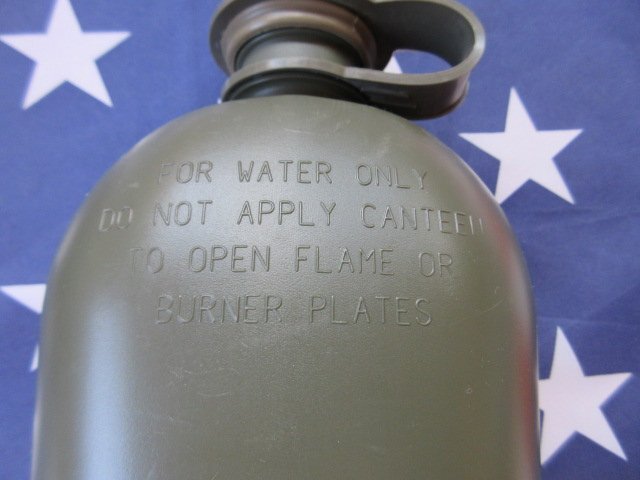 FOR WATER ONLY
DO NOT APPLY CANTEEN
TO OPEN FLAME OR
BURNER PLATES